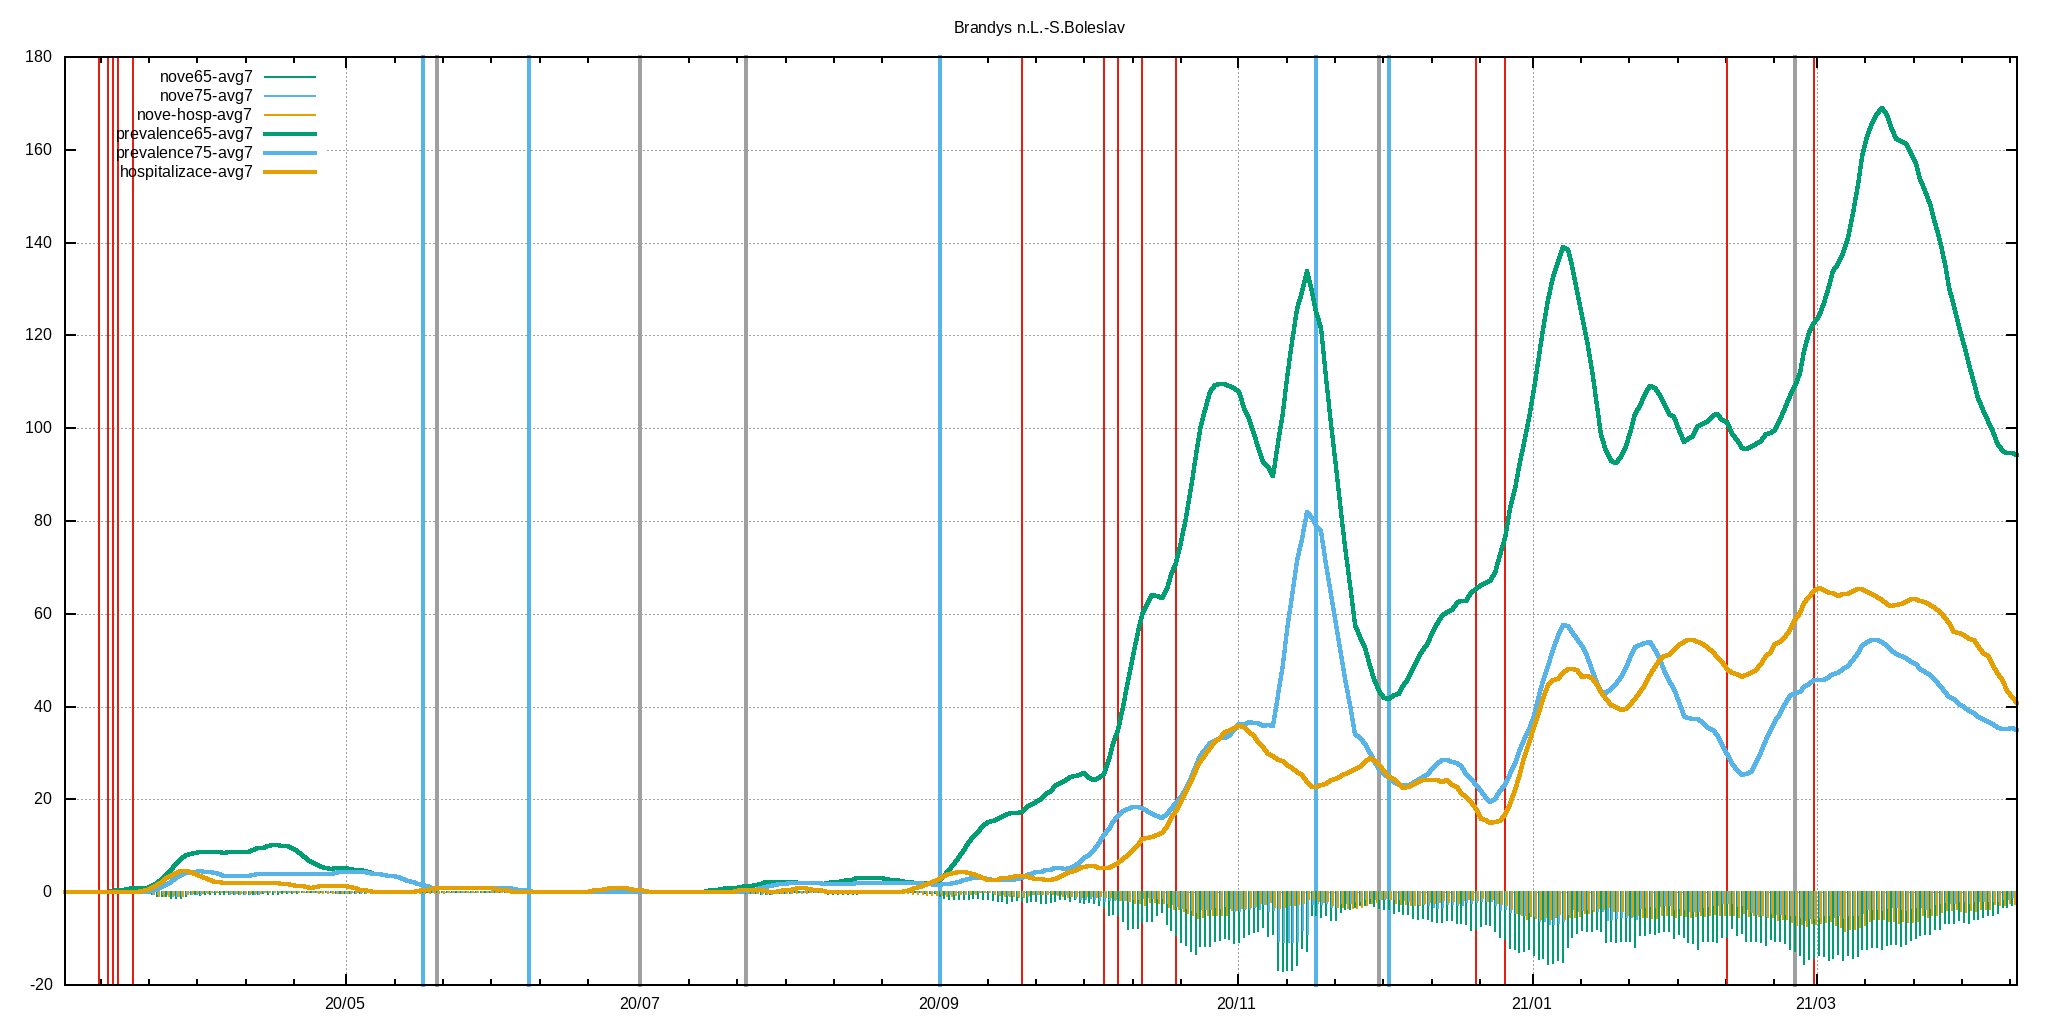 Brandys n.L.-S.Boleslav
180
160
140
120
100
80
60
40
20
0
-20
nove65-avg7
nove75-avg7
nove-hosp-avg7
prevalence65-avg7
prevalence75-avg7
hospitalizace-avg7
20/05 20/07 20/09 20/11 21/01 21/03